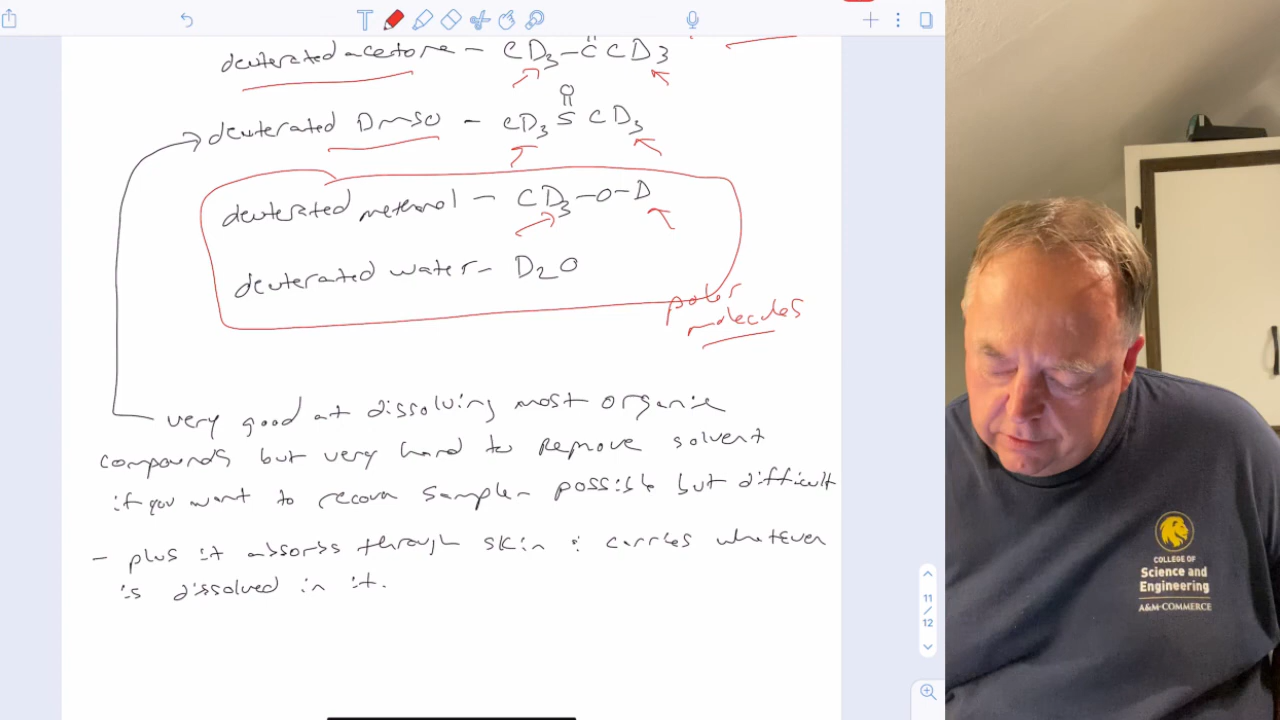 deuterated acetone - CD3-C CD3
O
deuterated DMSO - CD3 S CD3
deuterated methanol - CD3-O-D
deuterated water- D2O
polar
molecules
very good at dissolving most organic
compounds but very hard to remove solvent
if you want to recover sample- possible but difficult
- plus it absorbs through skin & carries whatever
is dissolved in it.
11
/
12
COLLEGE OF
Science and
Engineering
A&M-COMMERCE